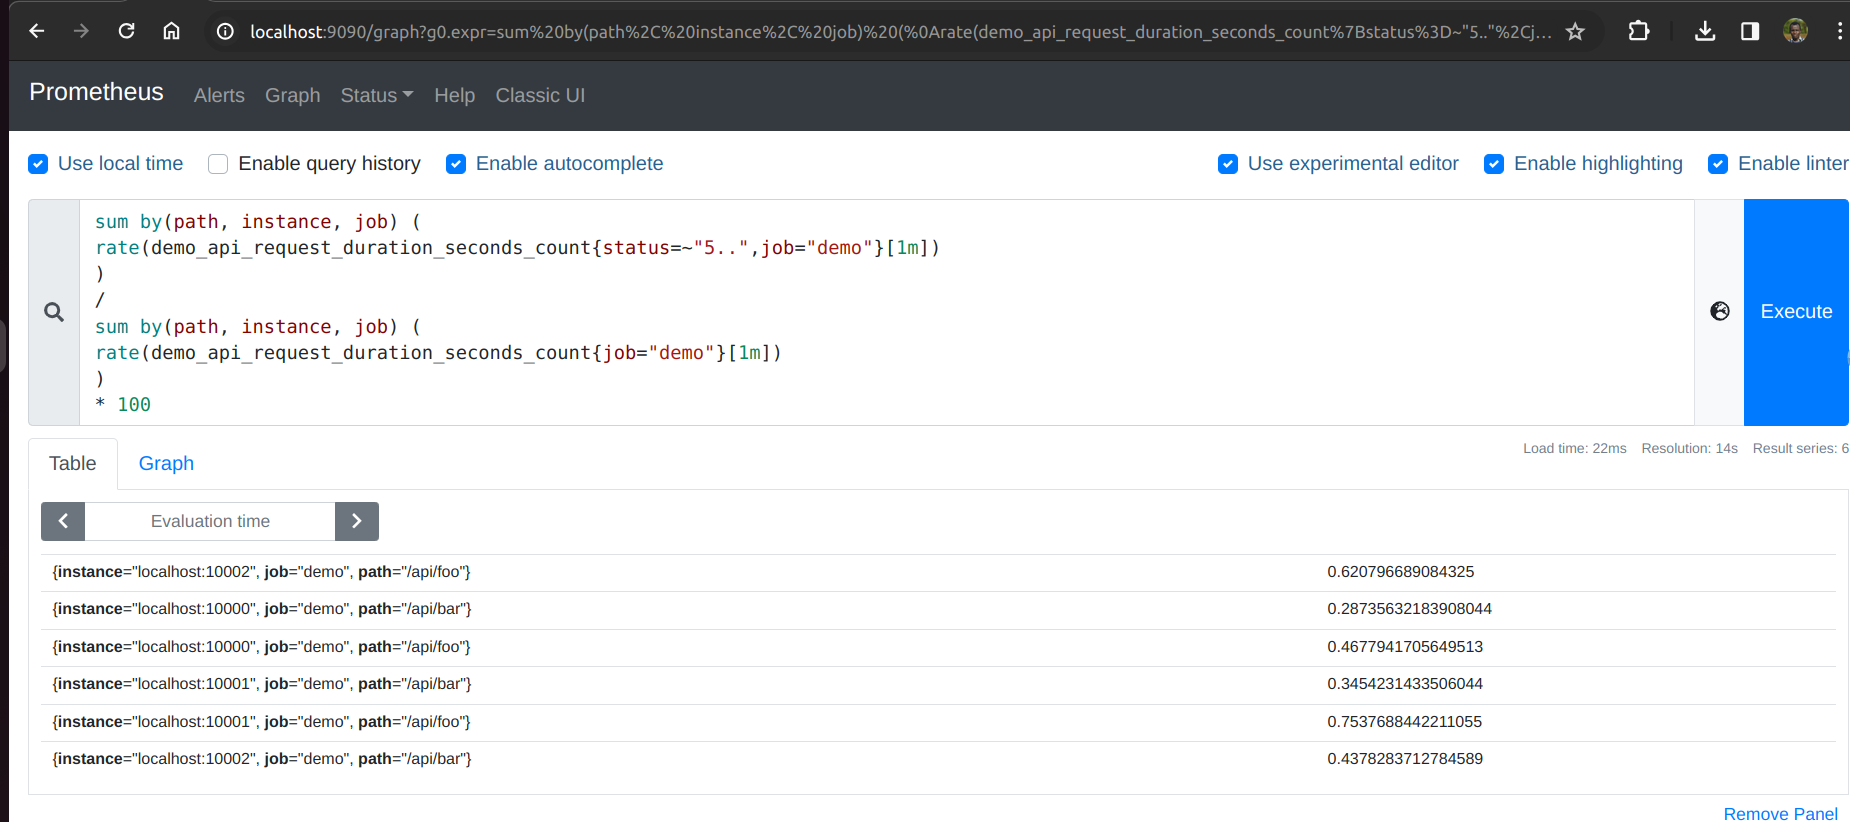 localhost:9090/graph?g0.expr=sum%20by(path%2C%20instance%2C%20job)%20(%0Arate(demo_api_request_duration_seconds_count%7Bstatus%3D~"5.."%2Cj...
Prometheus Alerts Graph Status Help Classic UI
Use local time Enable query history Enable autocomplete Use experimental editor Enable highlighting Enable linter
sum by(path, instance, job) (
rate(demo_api_request_duration_seconds_count{status=~"5..",job="demo"}[1m])
)
/
Execute
sum by(path, instance, job) (
rate(demo_api_request_duration_seconds_count{job="demo"}[1m])
)
* 100
Load time: 22ms Resolution: 14s Result series: 6
Table Graph
Evaluation time
{instance="localhost:10002", job="demo", path="/api/foo"} 0.620796689084325
{instance="localhost:10000", job="demo", path="/api/bar"} 0.28735632183908044
{instance="localhost:10000", job="demo", path="/api/foo"} 0.4677941705649513
{instance="localhost:10001", job="demo", path="/api/bar"} 0.3454231433506044
{instance="localhost:10001", job="demo", path="/api/foo"} 0.7537688442211055
{instance="localhost:10002", job="demo", path="/api/bar"} 0.4378283712784589
Remove Panel